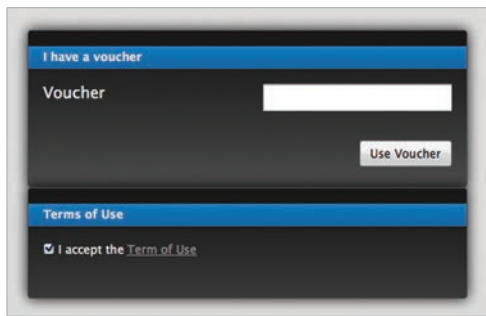 I have a voucher
Voucher
Use Voucher
Terms of Use
I accept the Term of Use